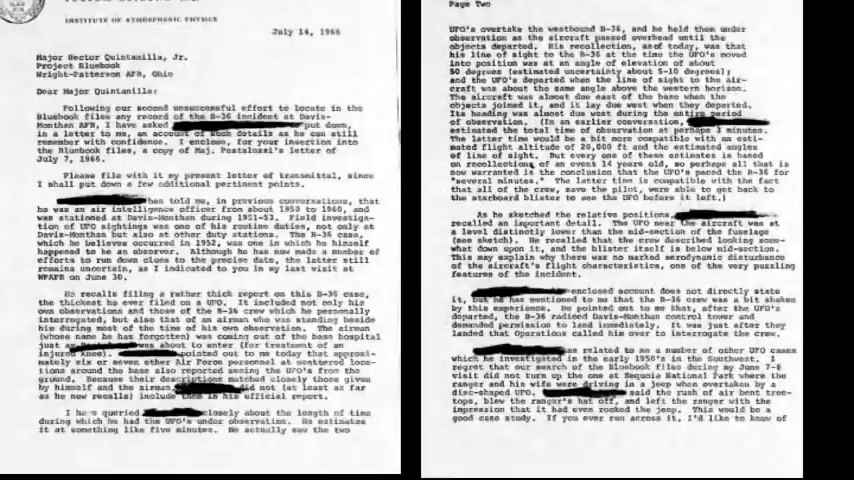 INSTITUTE OF ATMOSPHERIC PHYSICS
July 14, 1966
Major Hector Quintanilla, Jr.
Project Bluebook
Wright-Patterson AFB, Ohio
Dear Major Quintanilla:
Following our second unsuccessful effort to locate in the
Bluebook files any record of the B-36 incident at Davis-
Monthan AFB, I have asked put down,
in a letter to me, an account of such details as he can still
remember with confidence. I enclose, for your insertion into
the Bluebook files, a copy of Maj. Pestalozzi's letter of
July 7, 1966.
Please file with it my present letter of transmittal, since
I shall put down a few additional pertinent points.
has told me, in previous conversations, that
he was an air intelligence officer from about 1950 to 1960, and
was stationed at Davis-Monthan during 1951-53. Field investiga-
tion of UFO sightings was one of his routine duties, not only at
Davis-Monthan but also at other duty stations. The B-36 case,
which he believes occurred in 1952, was one in which he himself
happened to be an observer. Although he has now made a number of
efforts to run down closely the precise date, the latter still
remains uncertain, as I indicated to you in my last visit at
WPAFB on June 30.
He recalls filing a rather thick report on this B-36 case,
the thickest he ever filed on a UFO. It included not only his
own observations and those of the B-36 crew which he personally
interrogated, but also that of an airman who was standing beside
him during most of the time of his own observation. The airman
(whose name he has forgotten) was coming out of the base hospital
just as was about to enter (for treatment of an
injured knee). pointed out to me today that approxi-
mately six or seven other Air Force personnel at scattered loca-
tions around the base also reported seeing the UFO's from the
ground. Because their descriptions matched closely those given
by himself and the airman, did not (at least as far
as he now recalls) include them in his official report.
I have queried closely about the length of time
during which he had the UFO's under observation. He estimates
it at something like five minutes. He actually saw the two
Page Two
UFO's overtake the westbound B-36, and he held them under
observation as the aircraft passed overhead until the
objects departed. His recollection, as of today, was that
his line of sight to the B-36 at the time the UFO's moved
into position was at an angle of elevation of about
50 degrees (estimated uncertainty about 5-10 degrees);
and the UFO's departed when the line of sight to the air-
craft was about the same angle above the western horizon.
The aircraft was almost due east of the base when the
objects joined it, and it lay due west when they departed.
Its heading was almost due west during the entire period
of observation. (In an earlier conversation,
estimated the total time of observation at perhaps 3 minutes.
The latter time would be a bit more compatible with an esti-
mated flight altitude of 20,000 ft and the estimated angles
of line of sight. But every one of these estimates is based
on recollection of an event 14 years old, so perhaps all that is
now warranted is the conclusion that the UFO's paced the B-36 for
"several minutes." The latter time is compatible with the fact
that all of the crew, save the pilot, were able to get back to
the starboard blister to see the UFO before it left.)
As he sketched the relative positions,
recalled an important detail. The UFO near the aircraft was at
a level distinctly lower than the mid-section of the fuselage
(see sketch). He recalled that the crew described looking some-
what down upon it, and the blister itself is below mid-section.
This may explain why there was no marked aerodynamic disturbance
of the aircraft's flight characteristics, one of the very puzzling
features of the incident.
enclosed account does not directly state
it, but he has mentioned to me that the B-36 crew was a bit shaken
by this experience. He pointed out to me that, after the UFO's
departed, the B-36 radioed Davis-Monthan control tower and
demanded permission to land immediately. It was just after they
landed that Operations called him over to interrogate the crew.
has related to me a number of other UFO cases
which he investigated in the early 1950's in the Southwest. I
regret that our search of the Bluebook files during my June 7-8
visit did not turn up the one at Sequoia National Park where the
ranger and his wife were driving in a jeep when overtaken by a
disc-shaped UFO. said the rush of air bent tree-
tops, blew the ranger's hat off, and left the ranger with the
impression that it had even rocked the jeep. This would be a
good case study. If you ever run across it, I'd like to know of